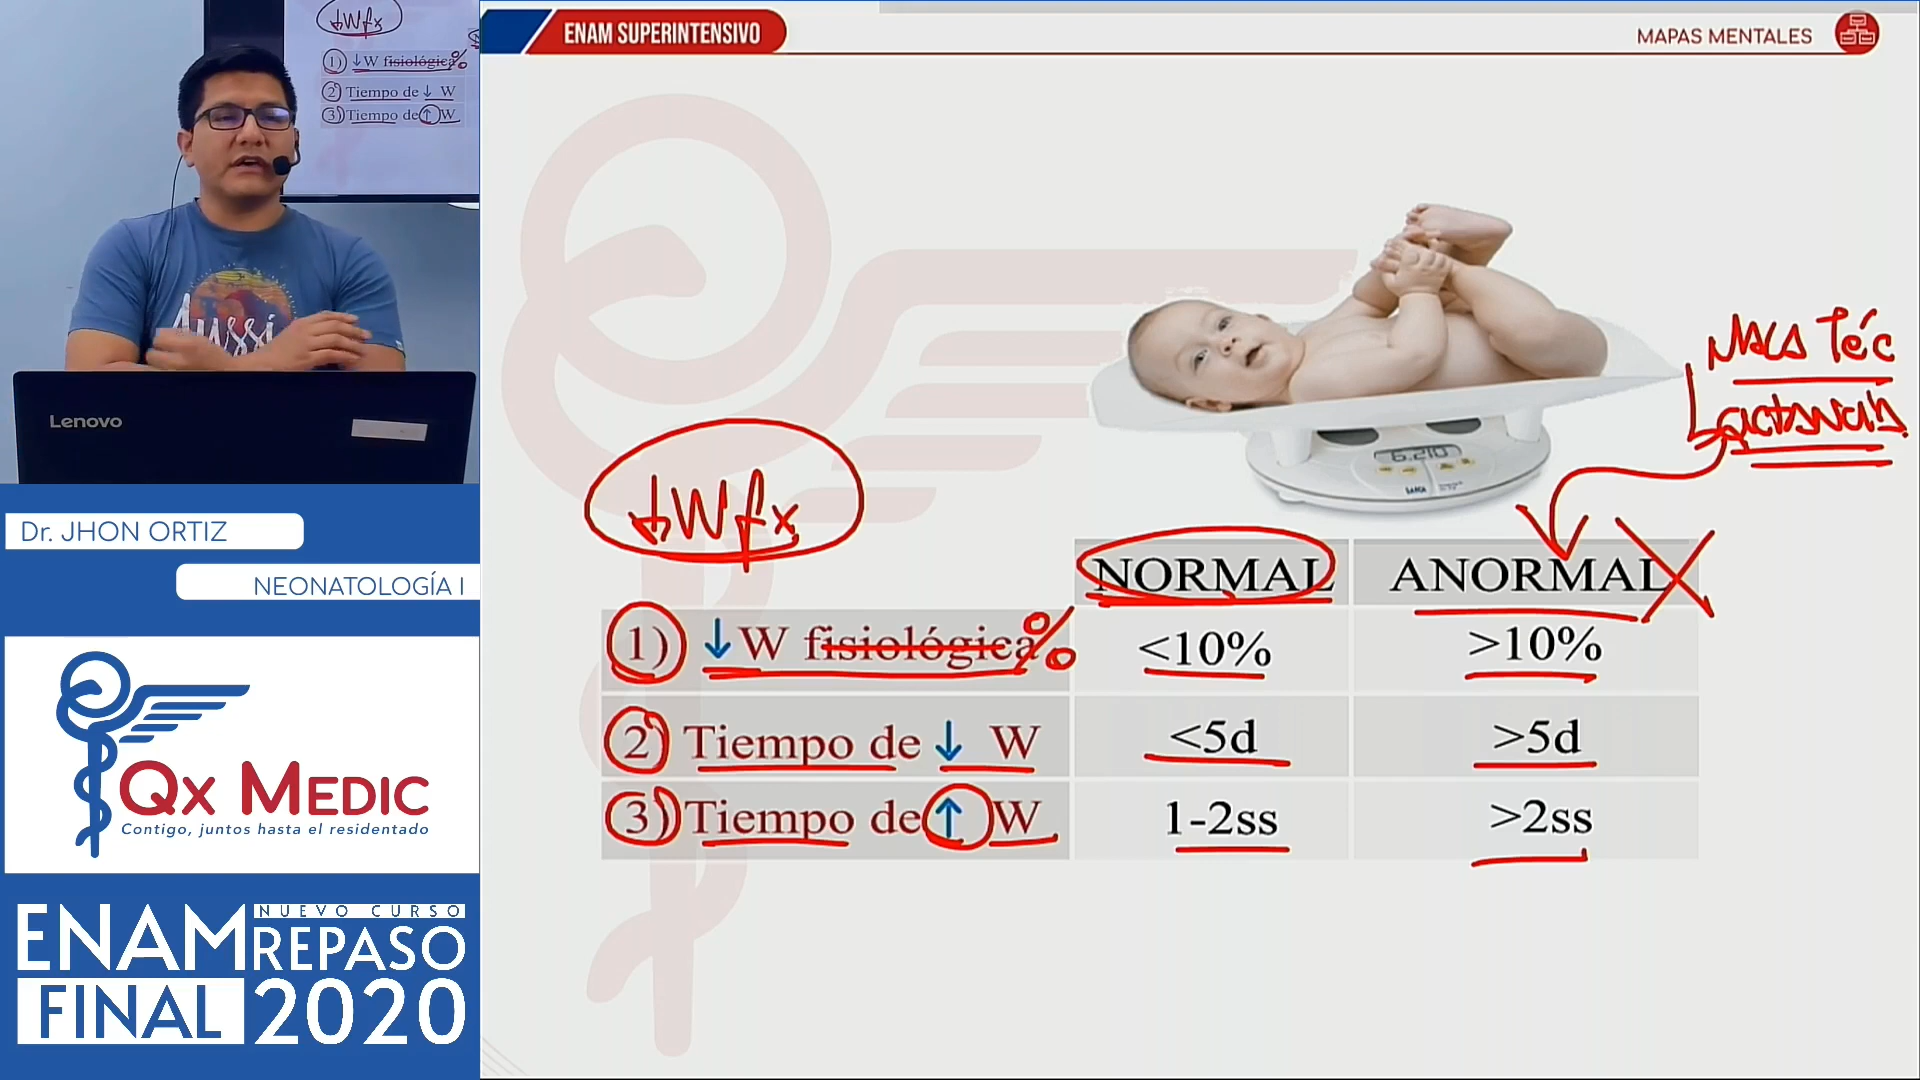 ↓Wfx
1) ↓W fisiológica%
2) Tiempo de ↓ W
3) Tiempo de ↑ W
Lenovo
Dr. JHON ORTIZ
NEONATOLOGÍA I
QX MEDIC
Contigo, juntos hasta el residentado
ENAM
NUEVO CURSO
REPASO
FINAL 2020
ENAM SUPERINTENSIVO
MAPAS MENTALES
6.210
Mala Téc
Lactancia
↓Wfx
NORMAL ANORMAL
1) ↓W fisiológica% <10% >10%
2) Tiempo de ↓ W <5d >5d
3) Tiempo de ↑ W 1-2ss >2ss